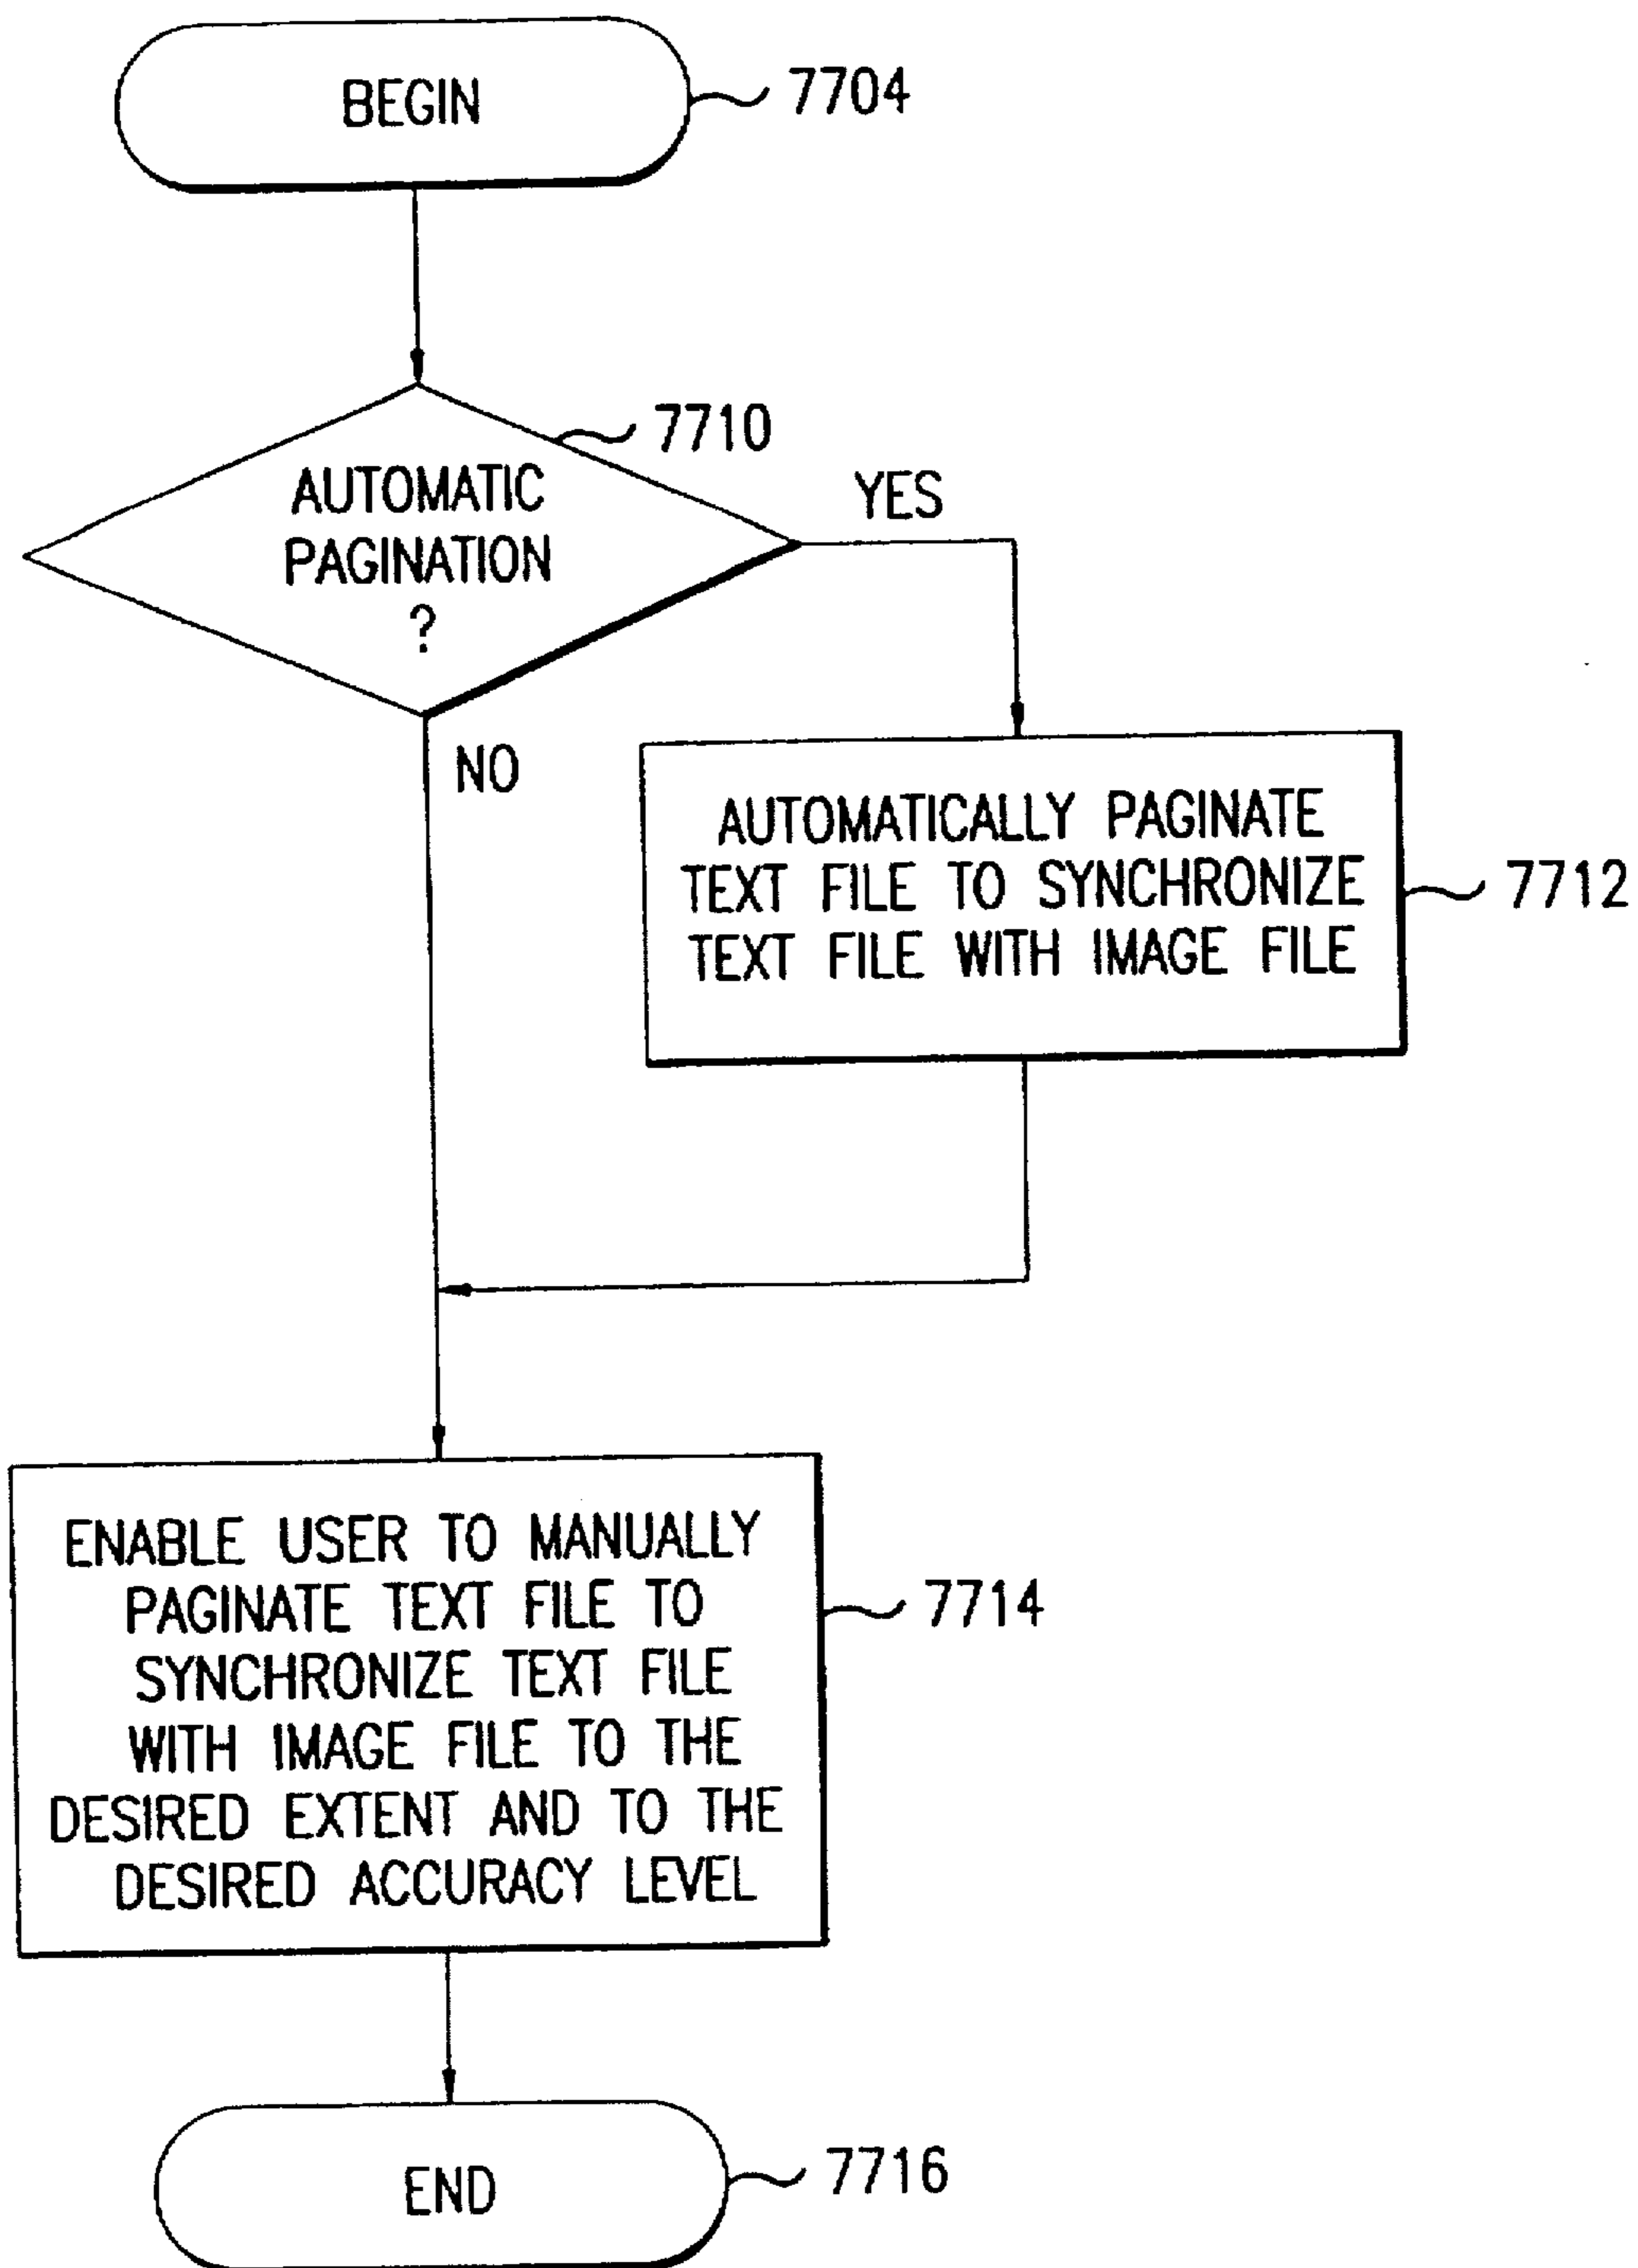 BEGIN
7704
7710
AUTOMATIC
PAGINATION
?
YES
NO
AUTOMATICALLY PAGINATE
TEXT FILE TO SYNCHRONIZE
TEXT FILE WITH IMAGE FILE
7712
ENABLE USER TO MANUALLY
PAGINATE TEXT FILE TO
SYNCHRONIZE TEXT FILE
WITH IMAGE FILE TO THE
DESIRED EXTENT AND TO THE
DESIRED ACCURACY LEVEL
7714
END
7716